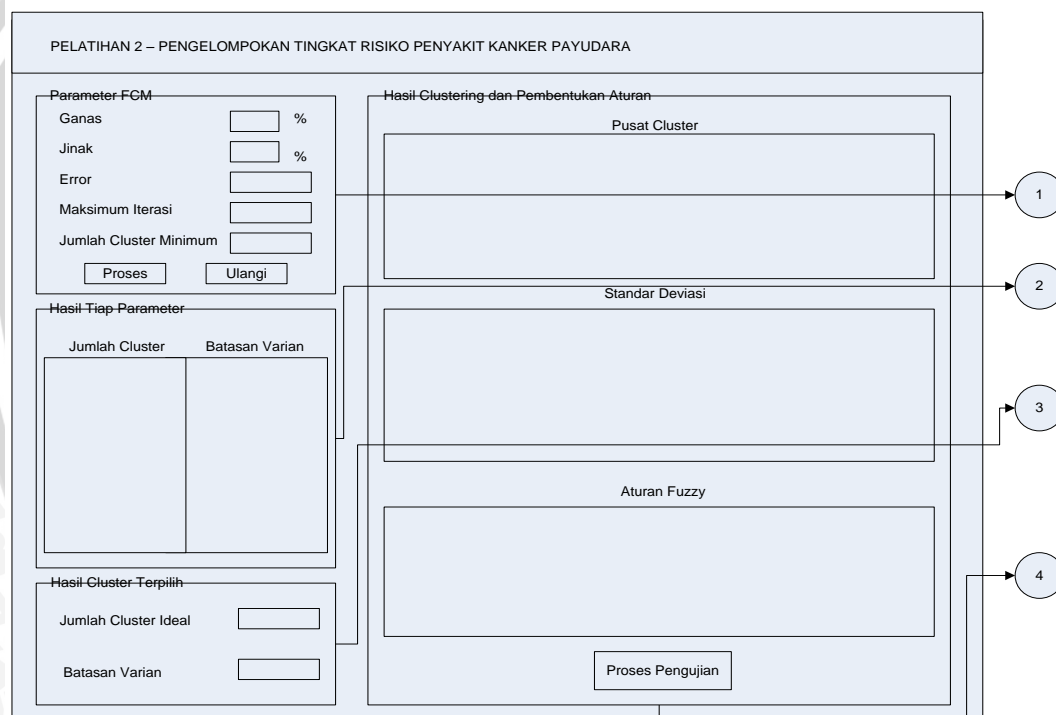 PELATIHAN 2 – PENGELOMPOKAN TINGKAT RISIKO PENYAKIT KANKER PAYUDARA
Parameter FCM
Ganas %
Jinak %
Error
Maksimum Iterasi
Jumlah Cluster Minimum
Proses Ulangi
Hasil Tiap Parameter
Jumlah Cluster Batasan Varian
Hasil Cluster Terpilih
Jumlah Cluster Ideal
Batasan Varian
Hasil Clustering dan Pembentukan Aturan
Pusat Cluster
Standar Deviasi
Aturan Fuzzy
Proses Pengujian
1
2
3
4